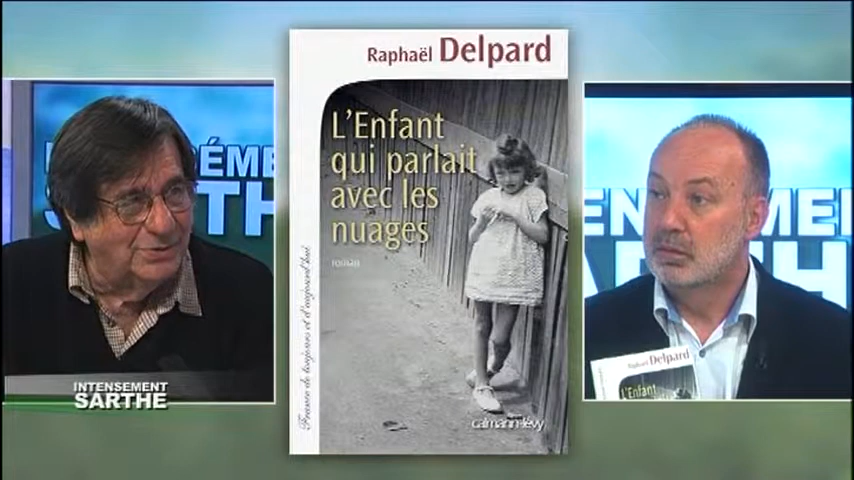 Raphaël Delpard
L'Enfant
qui parlait
avec les
nuages
roman
France de toujours et d'aujourd'hui
calmann-lévy
INTENSEMENT
SARTHE
Raphaël Delpard
L'Enfant